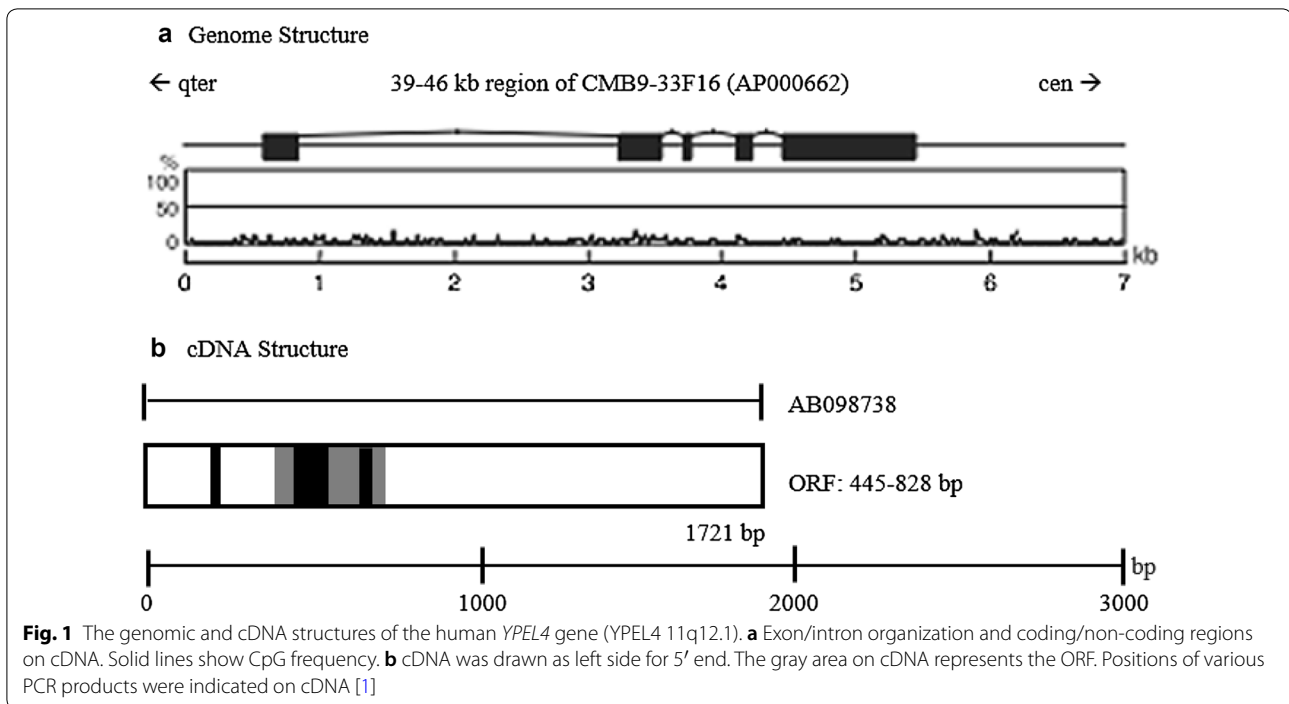 a Genome Structure
← qter 39-46 kb region of CMB9-33F16 (AP000662) cen →
%
100
50
0
kb
0 1 2 3 4 5 6 7
b cDNA Structure
AB098738
ORF: 445-828 bp
1721 bp
bp
0 1000 2000 3000
Fig. 1 The genomic and cDNA structures of the human YPEL4 gene (YPEL4 11q12.1). a Exon/intron organization and coding/non-coding regions
on cDNA. Solid lines show CpG frequency. b cDNA was drawn as left side for 5′ end. The gray area on cDNA represents the ORF. Positions of various
PCR products were indicated on cDNA [1]